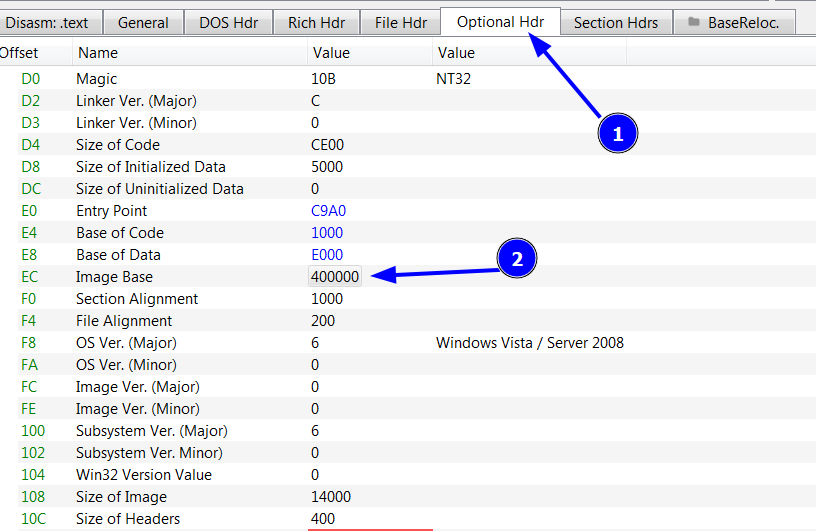 Disasm: .text General DOS Hdr Rich Hdr File Hdr Optional Hdr Section Hdrs BaseReloc.
Offset Name Value Value
D0 Magic 10B NT32
D2 Linker Ver. (Major) C
D3 Linker Ver. (Minor) 0
1
D4 Size of Code CE00
D8 Size of Initialized Data 5000
DC Size of Uninitialized Data 0
E0 Entry Point C9A0
E4 Base of Code 1000
E8 Base of Data E000
2
EC Image Base 400000
F0 Section Alignment 1000
F4 File Alignment 200
F8 OS Ver. (Major) 6 Windows Vista / Server 2008
FA OS Ver. (Minor) 0
FC Image Ver. (Major) 0
FE Image Ver. (Minor) 0
100 Subsystem Ver. (Major) 6
102 Subsystem Ver. Minor) 0
104 Win32 Version Value 0
108 Size of Image 14000
10C Size of Headers 400